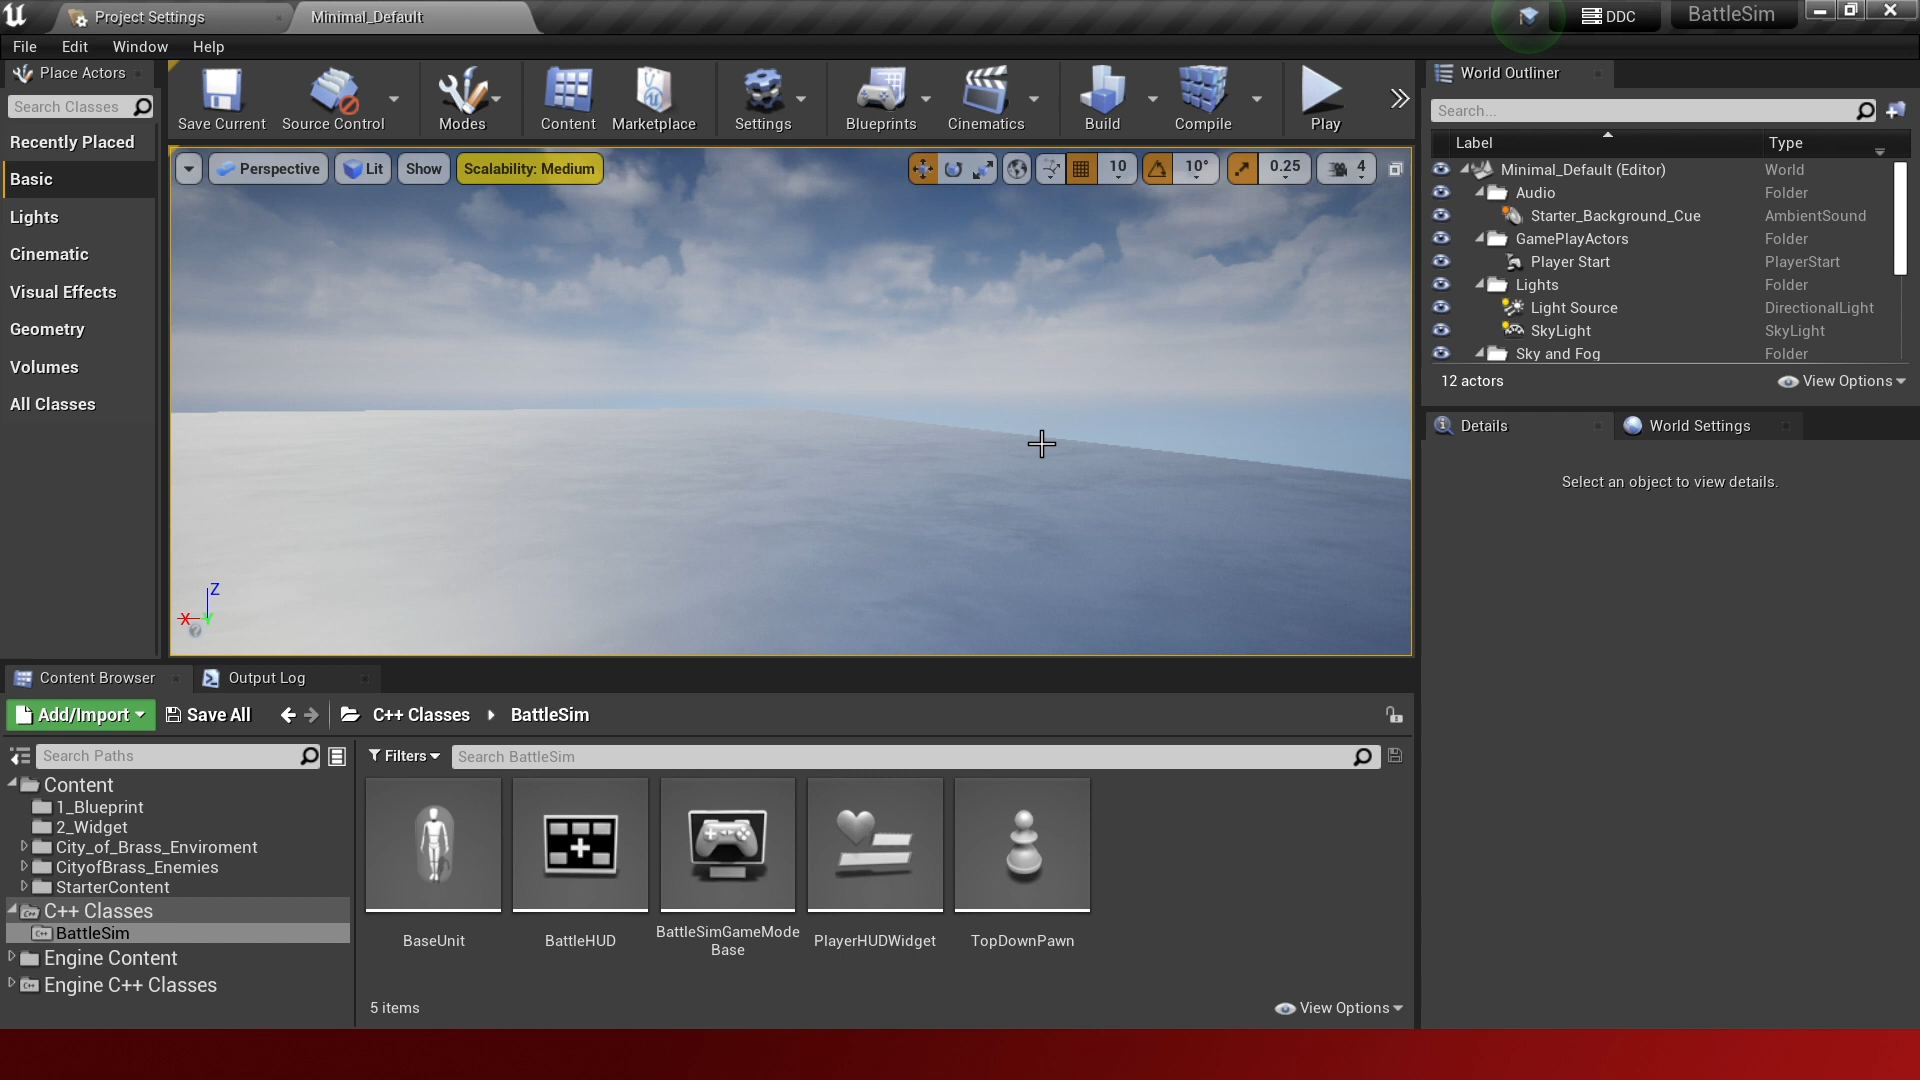 Project Settings
Minimal_Default
DDC
BattleSim
File Edit Window Help
Place Actors
Search Classes
Recently Placed
Basic
Lights
Cinematic
Visual Effects
Geometry
Volumes
All Classes
Save Current
Source Control
Modes
Content
Marketplace
Settings
Blueprints
Cinematics
Build
Compile
Play
Perspective
Lit
Show
Scalability: Medium
10
10°
0.25
4
Z
X
Y
World Outliner
Search...
Label Type
Minimal_Default (Editor) World
Audio Folder
Starter_Background_Cue AmbientSound
GamePlayActors Folder
Player Start PlayerStart
Lights Folder
Light Source DirectionalLight
SkyLight SkyLight
Sky and Fog Folder
12 actors
View Options
Details
World Settings
Select an object to view details.
Content Browser
Output Log
Add/Import
Save All
C++ Classes
BattleSim
Search Paths
Filters
Search BattleSim
Content
1_Blueprint
2_Widget
City_of_Brass_Enviroment
CityofBrass_Enemies
StarterContent
C++ Classes
BattleSim
Engine Content
Engine C++ Classes
BaseUnit
BattleHUD
BattleSimGameMode
Base
PlayerHUDWidget
TopDownPawn
5 items
View Options